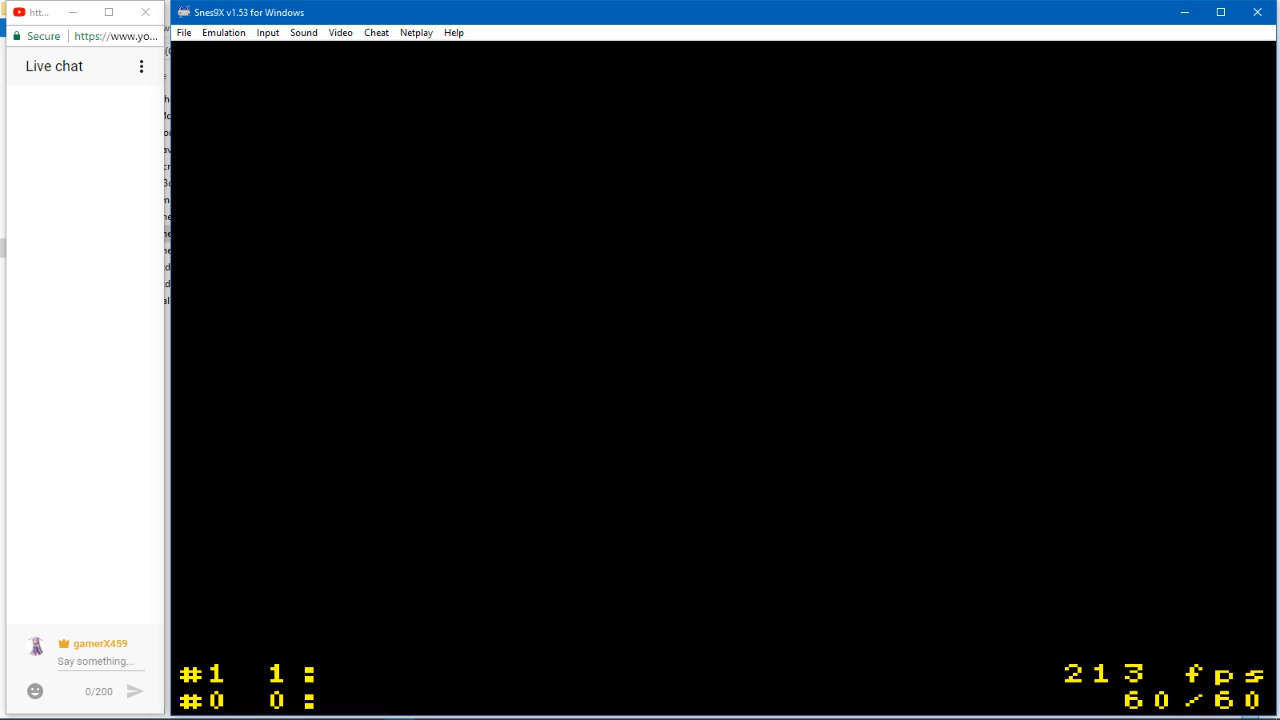 htt...
Secure | https://www.yo...
Live chat
gamerX459
Say something...
0/200
Snes9X v1.53 for Windows
File Emulation Input Sound Video Cheat Netplay Help
#1 1: 213 fps
#0 0: 60/60